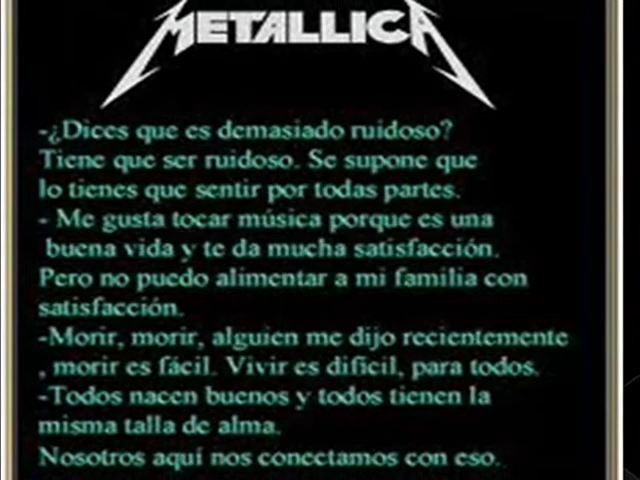 METALLICA
-¿Dices que es demasiado ruidoso?
Tiene que ser ruidoso. Se supone que
lo tienes que sentir por todas partes.
- Me gusta tocar música porque es una
buena vida y te da mucha satisfacción.
Pero no puedo alimentar a mi familia con
satisfacción.
-Morir, morir, alguien me dijo recientemente
, morir es fácil. Vivir es difícil, para todos.
-Todos nacen buenos y todos tienen la
misma talla de alma.
Nosotros aquí nos conectamos con eso.